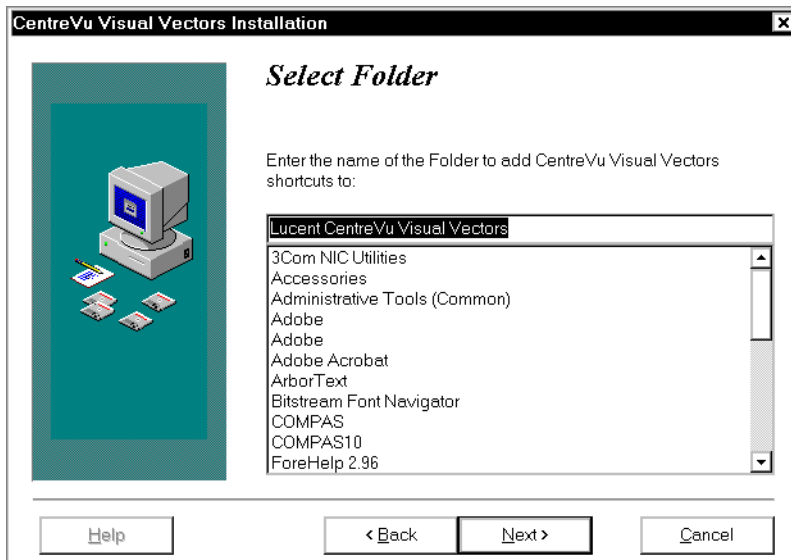 CentreVu Visual Vectors Installation
Select Folder
Enter the name of the Folder to add CentreVu Visual Vectors
shortcuts to:
Lucent CentreVu Visual Vectors
3Com NIC Utilities
Accessories
Administrative Tools (Common)
Adobe
Adobe
Adobe Acrobat
ArborText
Bitstream Font Navigator
COMPAS
COMPAS10
ForeHelp 2.96
Help
< Back
Next >
Cancel